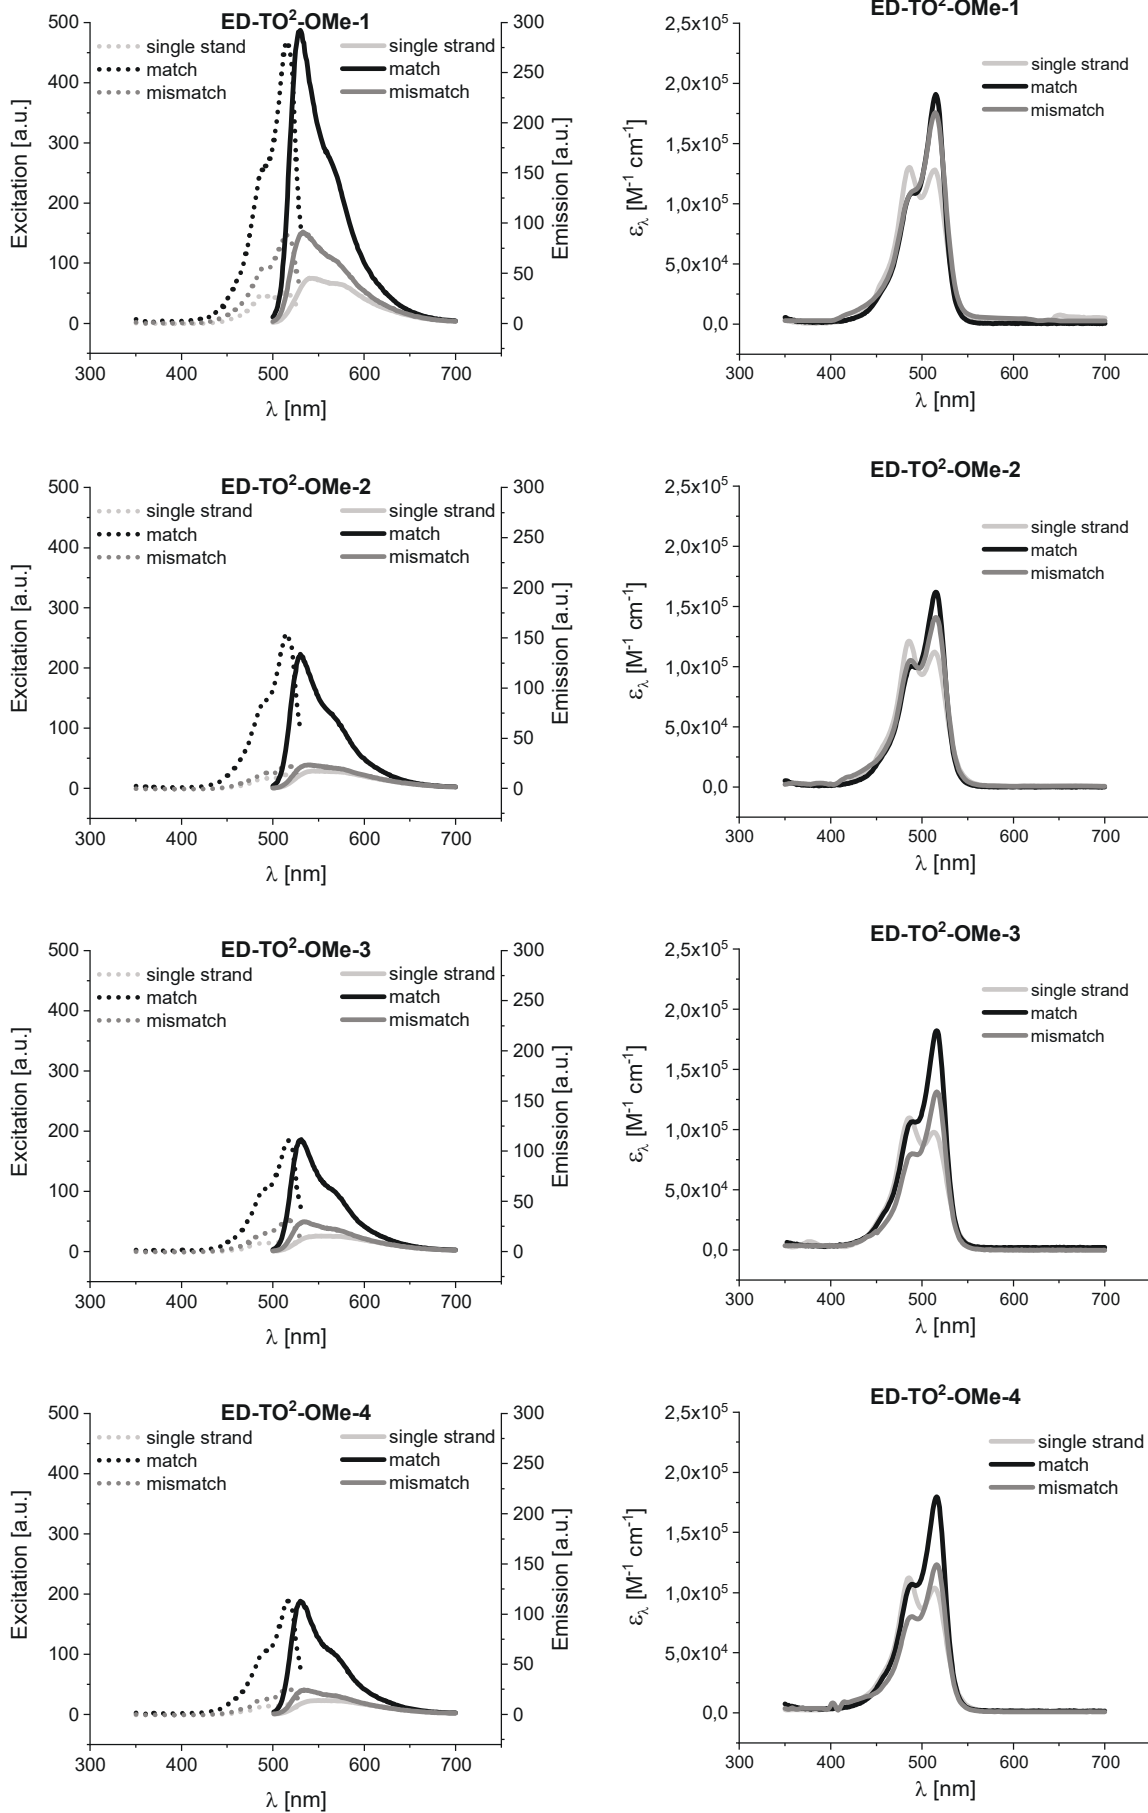 ED-TO²-OMe-1
500
400
300
200
100
0
Excitation [a.u.]
single stand
match
mismatch
single strand
match
mismatch
300
250
200
150
100
50
0
Emission [a.u.]
300 400 500 600 700
λ [nm]
ED-TO²-OMe-1
2,5x10⁵
2,0x10⁵
1,5x10⁵
1,0x10⁵
5,0x10⁴
0,0
ελ [M⁻¹ cm⁻¹]
single strand
match
mismatch
300 400 500 600 700
λ [nm]
ED-TO²-OMe-2
500
400
300
200
100
0
Excitation [a.u.]
single strand
match
mismatch
single strand
match
mismatch
300
250
200
150
100
50
0
Emission [a.u.]
300 400 500 600 700
λ [nm]
ED-TO²-OMe-2
2,5x10⁵
2,0x10⁵
1,5x10⁵
1,0x10⁵
5,0x10⁴
0,0
ελ [M⁻¹ cm⁻¹]
single strand
match
mismatch
300 400 500 600 700
λ [nm]
ED-TO²-OMe-3
500
400
300
200
100
0
Excitation [a.u.]
single strand
match
mismatch
single strand
match
mismatch
300
250
200
150
100
50
0
Emission [a.u.]
300 400 500 600 700
λ [nm]
ED-TO²-OMe-3
2,5x10⁵
2,0x10⁵
1,5x10⁵
1,0x10⁵
5,0x10⁴
0,0
ελ [M⁻¹ cm⁻¹]
single strand
match
mismatch
300 400 500 600 700
λ [nm]
ED-TO²-OMe-4
500
400
300
200
100
0
Excitation [a.u.]
single strand
match
mismatch
single strand
match
mismatch
300
250
200
150
100
50
0
Emission [a.u.]
300 400 500 600 700
λ [nm]
ED-TO²-OMe-4
2,5x10⁵
2,0x10⁵
1,5x10⁵
1,0x10⁵
5,0x10⁴
0,0
ελ [M⁻¹ cm⁻¹]
single strand
match
mismatch
300 400 500 600 700
λ [nm]